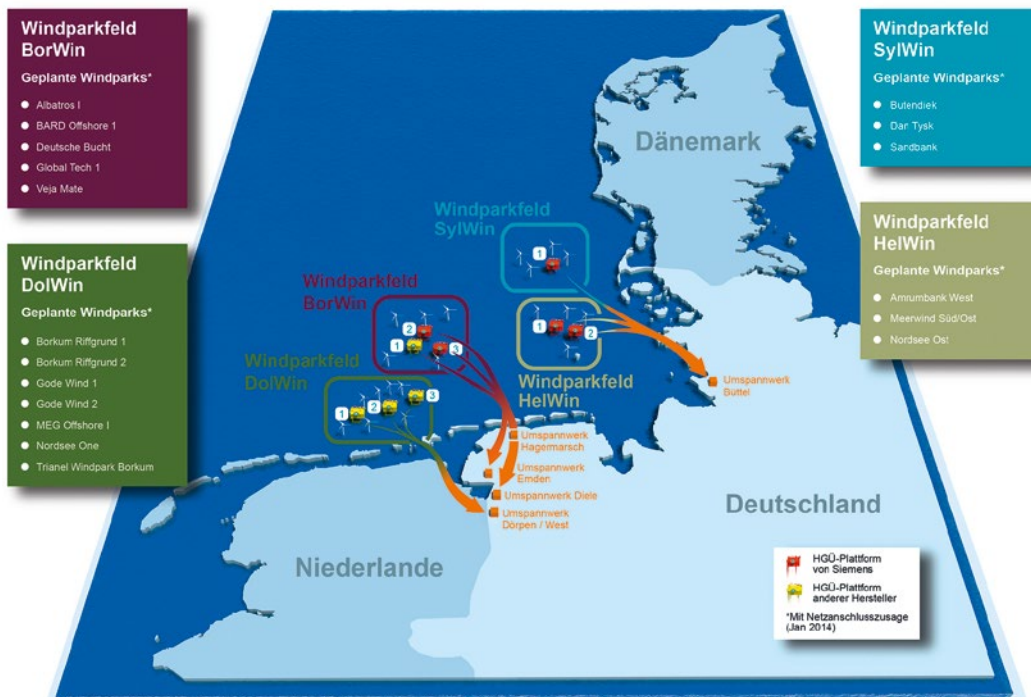 Windparkfeld
BorWin
Geplante Windparks*
Albatros I
BARD Offshore 1
Deutsche Bucht
Global Tech 1
Veja Mate
Windparkfeld
DolWin
Geplante Windparks*
Borkum Riffgrund 1
Borkum Riffgrund 2
Gode Wind 1
Gode Wind 2
MEG Offshore I
Nordsee One
Trianel Windpark Borkum
Windparkfeld
SylWin
Geplante Windparks*
Butendiek
Dan Tysk
Sandbank
Windparkfeld
HelWin
Geplante Windparks*
Amrumbank West
Meerwind Süd/Ost
Nordsee Ost
Dänemark
Windparkfeld
SylWin
1
Windparkfeld
BorWin
2
1
3
1
2
Windparkfeld
HelWin
Windparkfeld
DolWin
1
2
3
Umspannwerk
Büttel
Umspannwerk
Hagermarsch
Umspannwerk
Emden
Umspannwerk Diele
Umspannwerk
Dörpen / West
Deutschland
Niederlande
HGÜ-Plattform
von Siemens
HGÜ-Plattform
anderer Hersteller
*Mit Netzanschlusszusage
(Jan 2014)